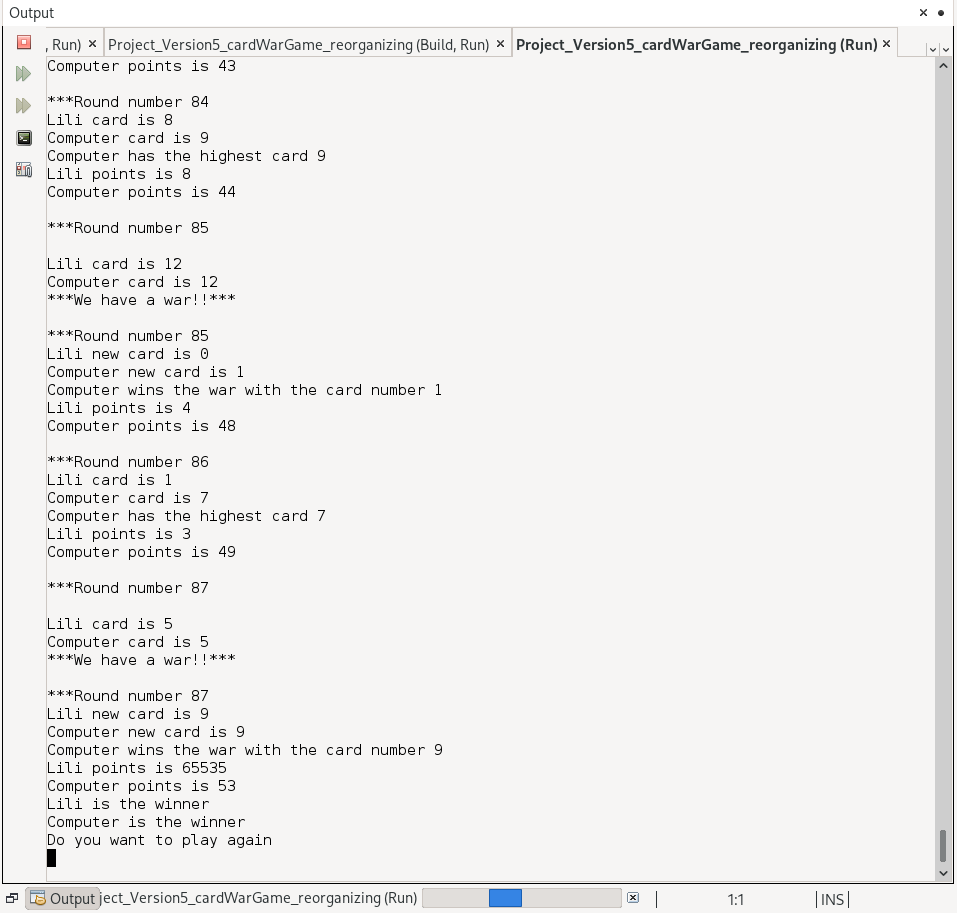 Output
, Run)
Project_Version5_cardWarGame_reorganizing (Build, Run)
Project_Version5_cardWarGame_reorganizing (Run)
Computer points is 43
***Round number 84
Lili card is 8
Computer card is 9
Computer has the highest card 9
Lili points is 8
Computer points is 44
***Round number 85
Lili card is 12
Computer card is 12
***We have a war!!***
***Round number 85
Lili new card is 0
Computer new card is 1
Computer wins the war with the card number 1
Lili points is 4
Computer points is 48
***Round number 86
Lili card is 1
Computer card is 7
Computer has the highest card 7
Lili points is 3
Computer points is 49
***Round number 87
Lili card is 5
Computer card is 5
***We have a war!!***
***Round number 87
Lili new card is 9
Computer new card is 9
Computer wins the war with the card number 9
Lili points is 65535
Computer points is 53
Lili is the winner
Computer is the winner
Do you want to play again
Output
ject_Version5_cardWarGame_reorganizing (Run)
1:1
INS